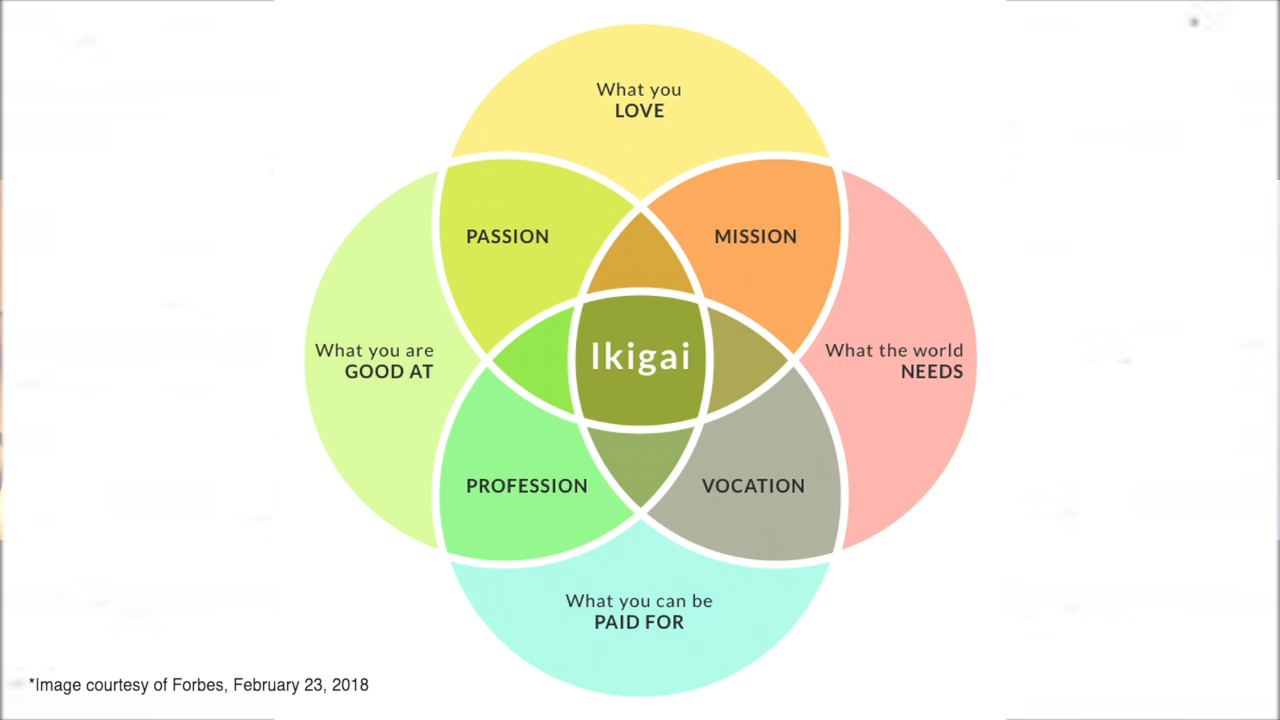 What you
LOVE
PASSION
MISSION
What you are
GOOD AT
Ikigai
What the world
NEEDS
PROFESSION
VOCATION
What you can be
PAID FOR
*Image courtesy of Forbes, February 23, 2018